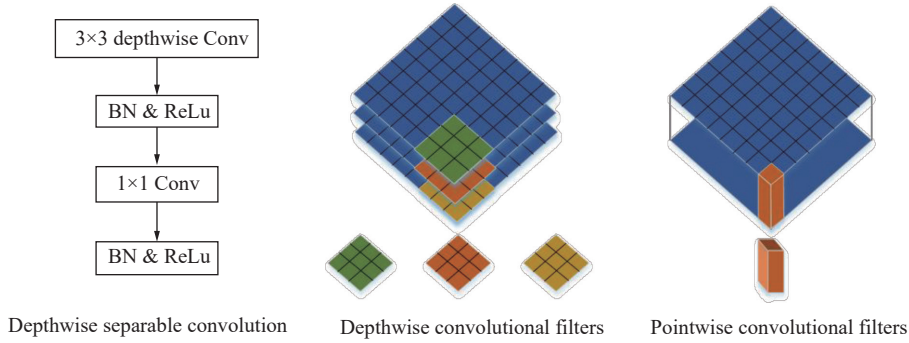 3×3 depthwise Conv
BN & ReLu
1×1 Conv
BN & ReLu
Depthwise separable convolution
Depthwise convolutional filters
Pointwise convolutional filters